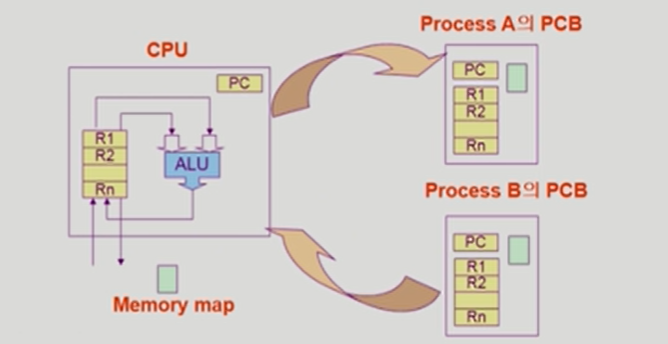 CPU
PC
R1
R2
Rn
ALU
Memory map
Process A의 PCB
PC
R1
R2
Rn
Process B의 PCB
PC
R1
R2
Rn